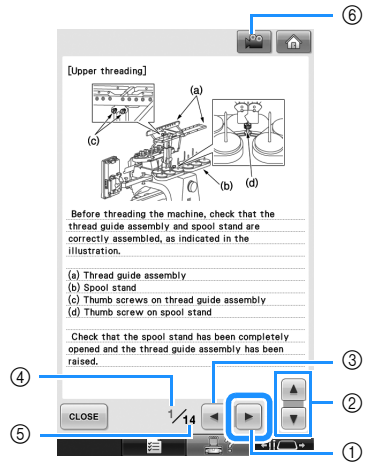 ⑥
[Upper threading]
(a)
(c)
(b)
(d)
Before threading the machine, check that the
thread guide assembly and spool stand are
correctly assembled, as indicated in the
illustration.
(a) Thread guide assembly
(b) Spool stand
(c) Thumb screws on thread guide assembly
(d) Thumb screw on spool stand
Check that the spool stand has been completely
opened and the thread guide assembly has been
raised.
③
④
②
CLOSE 1/14
⑤
①